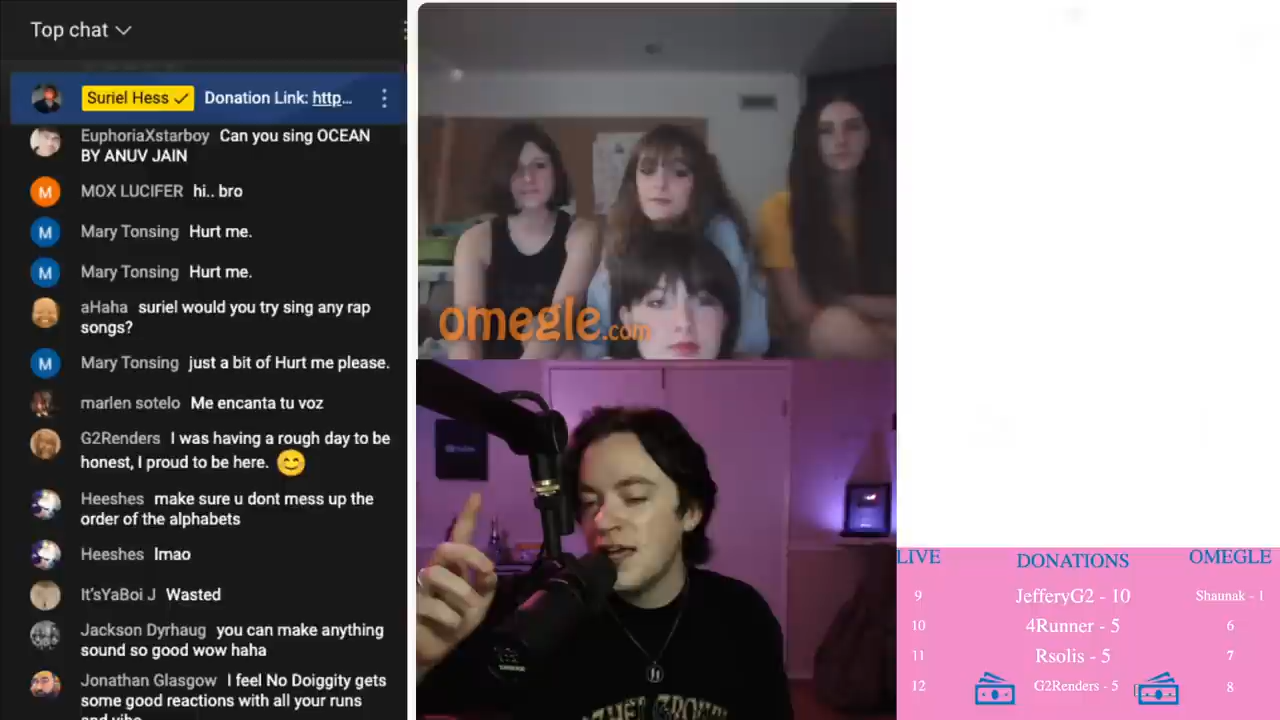 Top chat
Suriel Hess Donation Link: http...
EuphoriaXstarboy Can you sing OCEAN
BY ANUV JAIN
M MOX LUCIFER hi.. bro
M Mary Tonsing Hurt me.
M Mary Tonsing Hurt me.
aHaha suriel would you try sing any rap
songs?
M Mary Tonsing just a bit of Hurt me please.
marlen sotelo Me encanta tu voz
G2Renders I was having a rough day to be
honest, I proud to be here. 😊
Heeshes make sure u dont mess up the
order of the alphabets
Heeshes lmao
It'sYaBoi J Wasted
Jackson Dyrhaug you can make anything
sound so good wow haha
Jonathan Glasgow I feel No Doiggity gets
some good reactions with all your runs
and vibe
omegle.com
LIVE DONATIONS OMEGLE
9 JefferyG2 - 10 Shaunak - 1
10 4Runner - 5 6
11 Rsolis - 5 7
12 G2Renders - 5 8